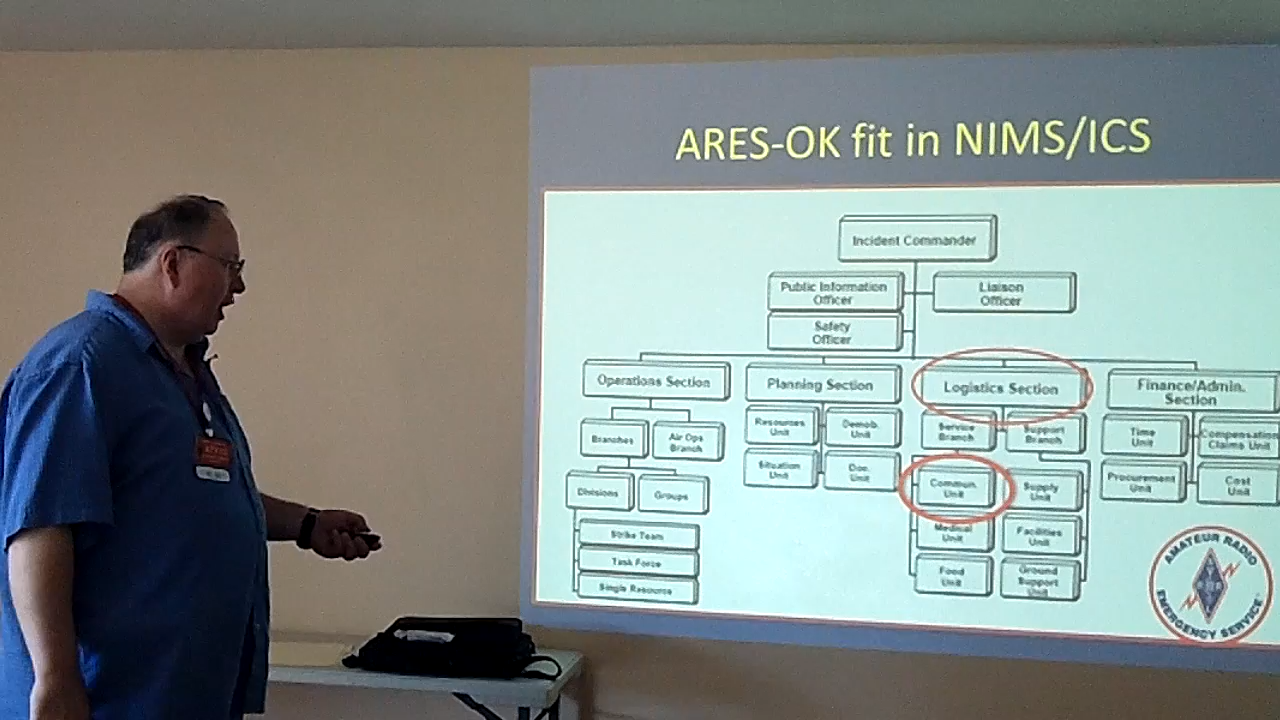 ARES-OK fit in NIMS/ICS
Incident Commander
Public Information
Officer
Liaison
Officer
Safety
Officer
Operations Section
Planning Section
Logistics Section
Finance/Admin.
Section
Branches
Air Ops
Branch
Resources
Unit
Demob.
Unit
Service
Branch
Support
Branch
Time
Unit
Compensation
Claims Unit
Divisions
Groups
Situation
Unit
Doc.
Unit
Commun.
Unit
Supply
Unit
Procurement
Unit
Cost
Unit
Strike Team
Task Force
Single Resource
Medical
Unit
Facilities
Unit
Food
Unit
Ground
Support
Unit
AMATEUR RADIO
EMERGENCY SERVICE